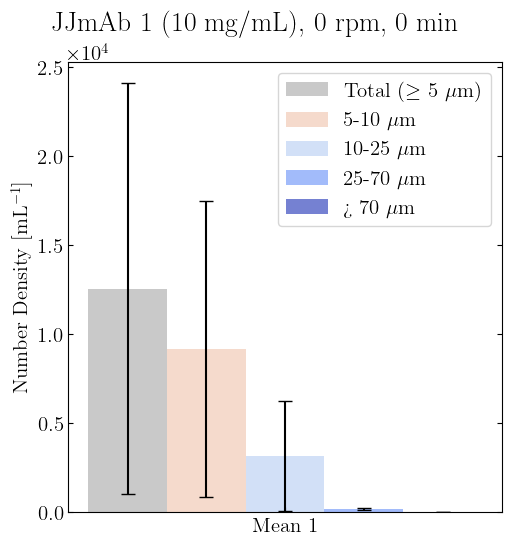 JJmAb 1 (10 mg/mL), 0 rpm, 0 min
×10⁴
2.5
2.0
1.5
1.0
0.5
0.0
Number Density [mL⁻¹]
Total (≥ 5 μm)
5-10 μm
10-25 μm
25-70 μm
¿ 70 μm
Mean 1